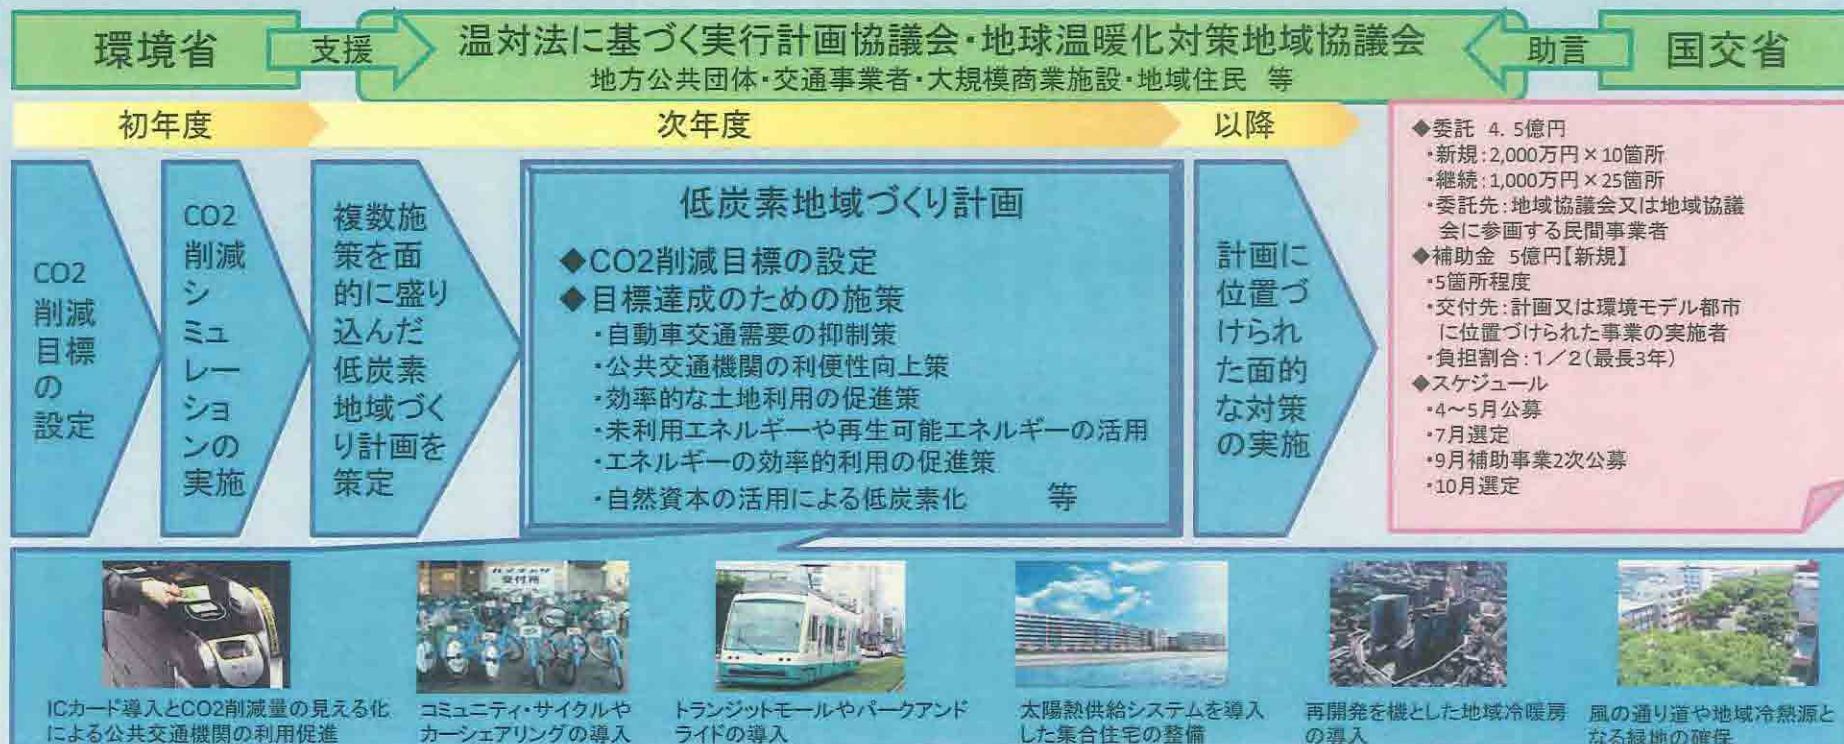 環境省
支援
温対法に基づく実行計画協議会・地球温暖化対策地域協議会
地方公共団体・交通事業者・大規模商業施設・地域住民 等
助言
国交省
初年度
次年度
以降
CO2
削減
目標
の
設定
CO2
削減
シ
ミュ
レー
ショ
ンの
実施
複数施
策を面
的に盛り
込んだ
低炭素
地域づく
り計画を
策定
低炭素地域づくり計画
◆CO2削減目標の設定
◆目標達成のための施策
・自動車交通需要の抑制策
・公共交通機関の利便性向上策
・効率的な土地利用の促進策
・未利用エネルギーや再生可能エネルギーの活用
・エネルギーの効率的利用の促進策
・自然資本の活用による低炭素化 等
計画に
位置づ
けられ
た面的
な対策
の実施
◆委託 4.5億円
・新規:2,000万円×10箇所
・継続:1,000万円×25箇所
・委託先:地域協議会又は地域協議
会に参画する民間事業者
◆補助金 5億円【新規】
・5箇所程度
・交付先:計画又は環境モデル都市
に位置づけられた事業の実施者
・負担割合:1/2(最長3年)
◆スケジュール
・4~5月公募
・7月選定
・9月補助事業2次公募
・10月選定
受付所
ICカード導入とCO2削減量の見える化
による公共交通機関の利用促進
コミュニティ・サイクルや
カーシェアリングの導入
トランジットモールやパークアンド
ライドの導入
太陽熱供給システムを導入
した集合住宅の整備
再開発を機とした地域冷暖房
の導入
風の通り道や地域冷熱源と
なる緑地の確保